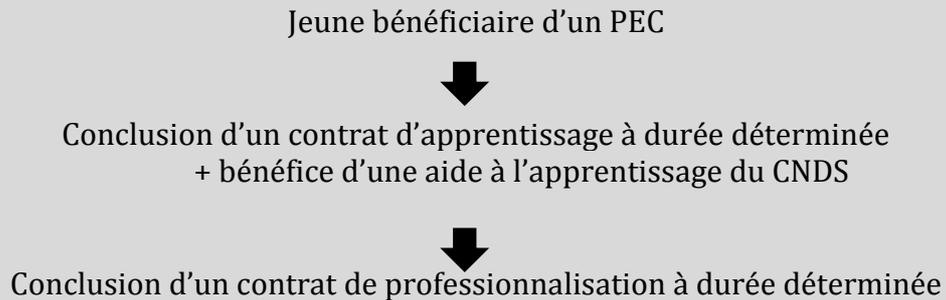 Jeune bénéficiaire d’un PEC
Conclusion d’un contrat d’apprentissage à durée déterminée
+ bénéfice d’une aide à l’apprentissage du CNDS
Conclusion d’un contrat de professionnalisation à durée déterminée